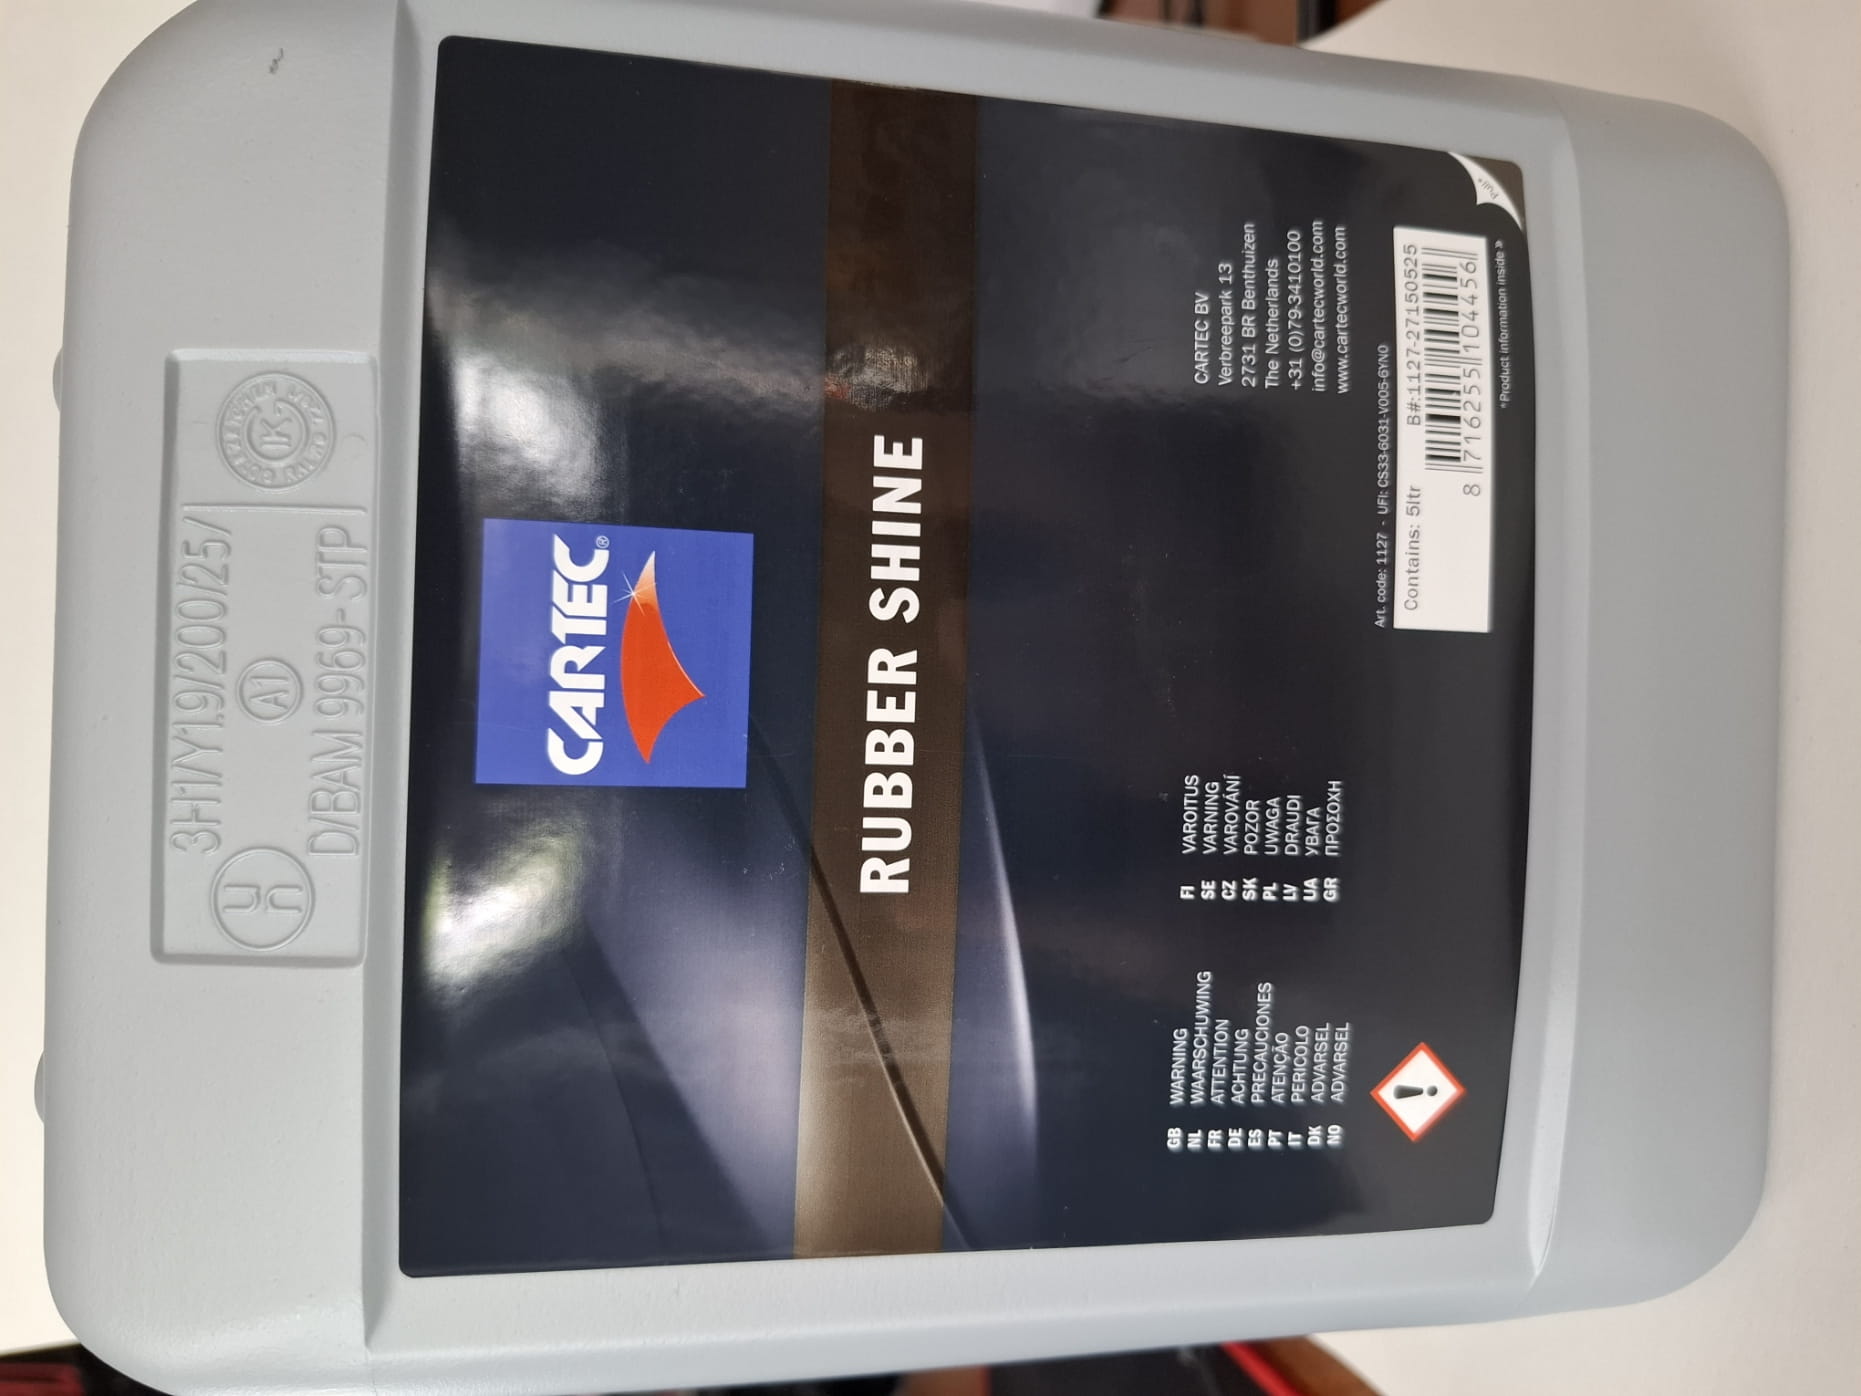 3H1/Y1.9/200/25/
A1
D/BAM 9969-STP
CARTEC®
RUBBER SHINE
GB WARNING
NL WAARSCHUWING
FR ATTENTION
DE ACHTUNG
ES PRECAUCIONES
PT ATENÇÃO
IT PERICOLO
DK ADVARSEL
NO ADVARSEL
FI VAROITUS
SE VARNING
CZ VAROVÁNÍ
SK POZOR
PL UWAGA
LV DRAUDI
UA УВАГА
GR ΠΡΟΣΟΧΗ
CARTEC BV
Verbreepark 13
2731 BR Benthuizen
The Netherlands
+31 (0)79-3410100
info@cartecworld.com
www.cartecworld.com
Art. code: 1127 - UFI: CS33-6031-V005-6YN0
Contains: 5ltr B#:1127-27150525
8 716255 104456
Pull*
*Product information inside »